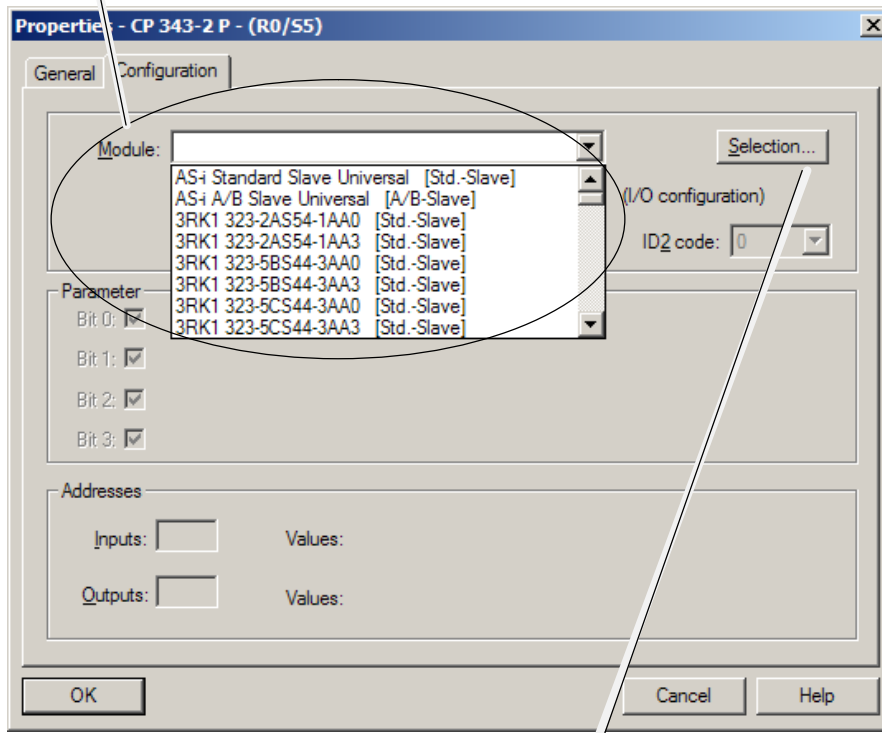 Properties - CP 343-2 P - (R0/S5)
General Configuration
Module:
Selection...
AS-i Standard Slave Universal [Std.-Slave]
AS-i A/B Slave Universal [A/B-Slave]
3RK1 323-2AS54-1AA0 [Std.-Slave]
3RK1 323-2AS54-1AA3 [Std.-Slave]
3RK1 323-5BS44-3AA0 [Std.-Slave]
3RK1 323-5BS44-3AA3 [Std.-Slave]
3RK1 323-5CS44-3AA0 [Std.-Slave]
3RK1 323-5CS44-3AA3 [Std.-Slave]
(I/O configuration)
ID2 code: 0
Parameter
Bit 0:
Bit 1:
Bit 2:
Bit 3:
Addresses
Inputs: Values:
Outputs: Values:
OK Cancel Help